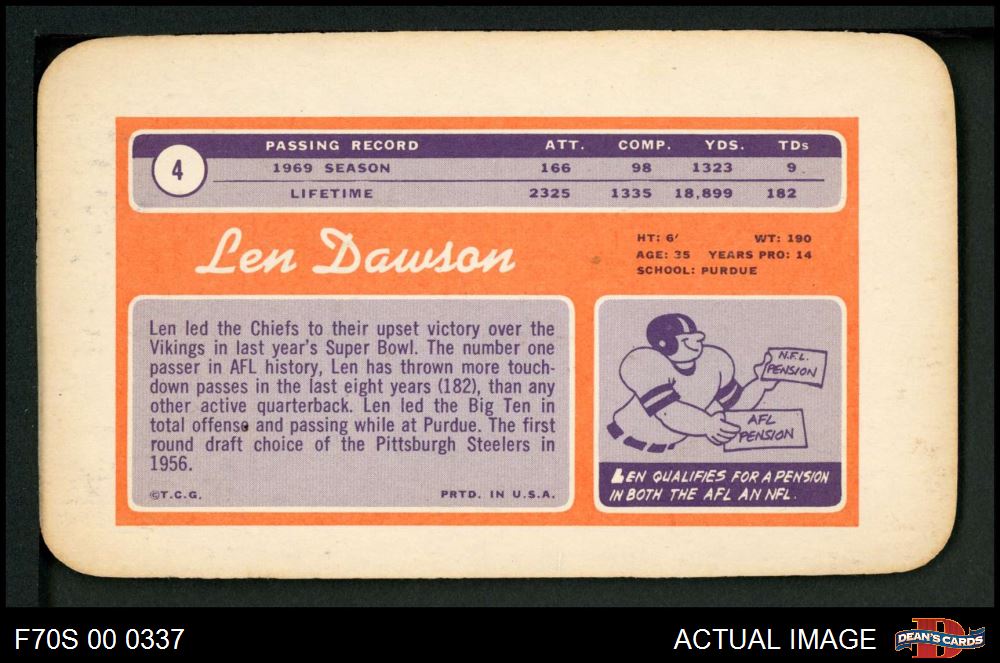 PASSING RECORD ATT. COMP. YDS. TDs
4
1969 SEASON 166 98 1323 9
LIFETIME 2325 1335 18,899 182
Len Dawson
HT: 6' WT: 190
AGE: 35 YEARS PRO: 14
SCHOOL: PURDUE
Len led the Chiefs to their upset victory over the
Vikings in last year's Super Bowl. The number one
passer in AFL history, Len has thrown more touch-
down passes in the last eight years (182), than any
other active quarterback. Len led the Big Ten in
total offense and passing while at Purdue. The first
round draft choice of the Pittsburgh Steelers in
1956.
©T.C.G. PRTD. IN U.S.A.
N.F.L.
PENSION
AFL
PENSION
LEN QUALIFIES FOR A PENSION
IN BOTH THE AFL AN NFL.
F70S 00 0337 ACTUAL IMAGE
D
DEAN'S CARDS